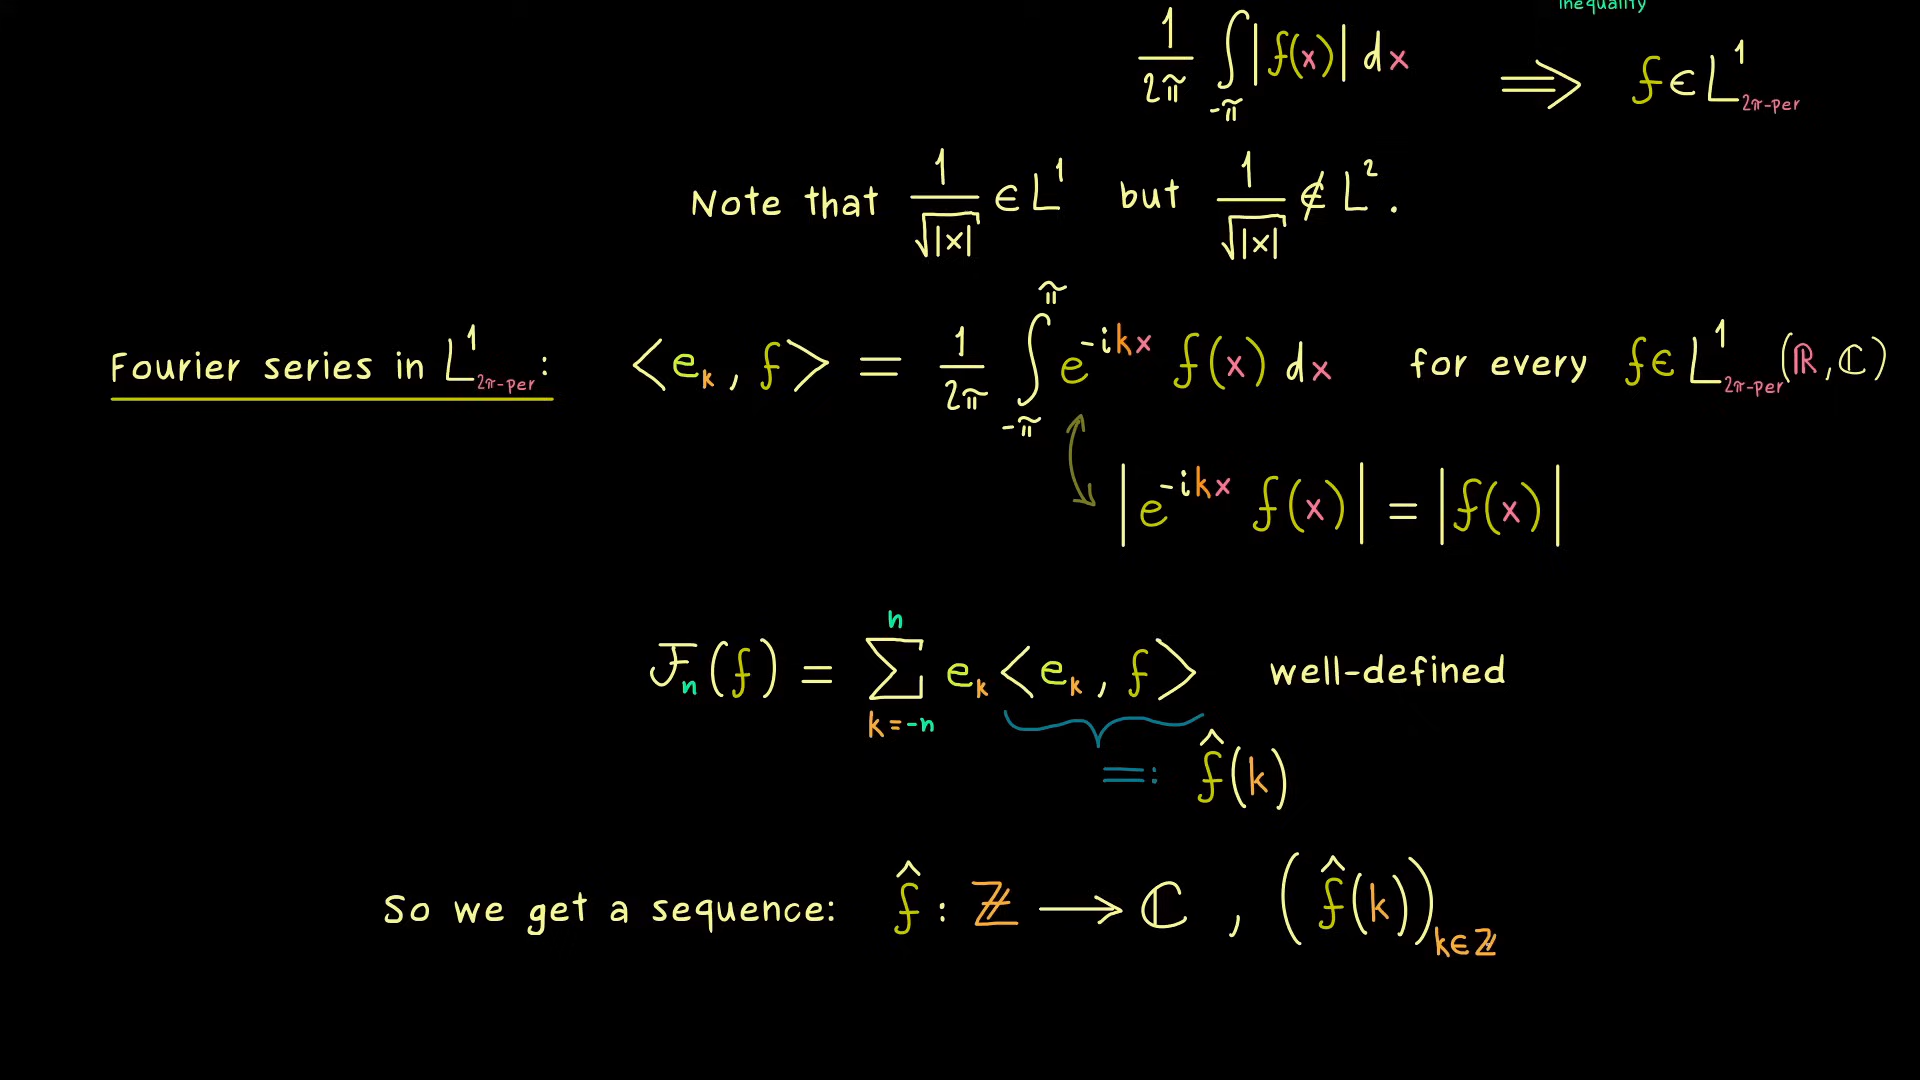 inequality
1/2π ∫_{-π} |f(x)| dx ⟹ f ∈ L¹_{2π-per}
Note that 1/√|x| ∈ L¹ but 1/√|x| ∉ L².
Fourier series in L¹_{2π-per}: <e_k, f> = 1/2π ∫_{-π}^{π} e^{-ikx} f(x) dx for every f ∈ L¹_{2π-per}(ℝ, ℂ)
|e^{-ikx} f(x)| = |f(x)|
ℱ_n(f) = ∑_{k=-n}^{n} e_k <e_k, f> well-defined
=: f̂(k)
So we get a sequence: f̂ : ℤ ⟶ ℂ , (f̂(k))_{k∈ℤ}